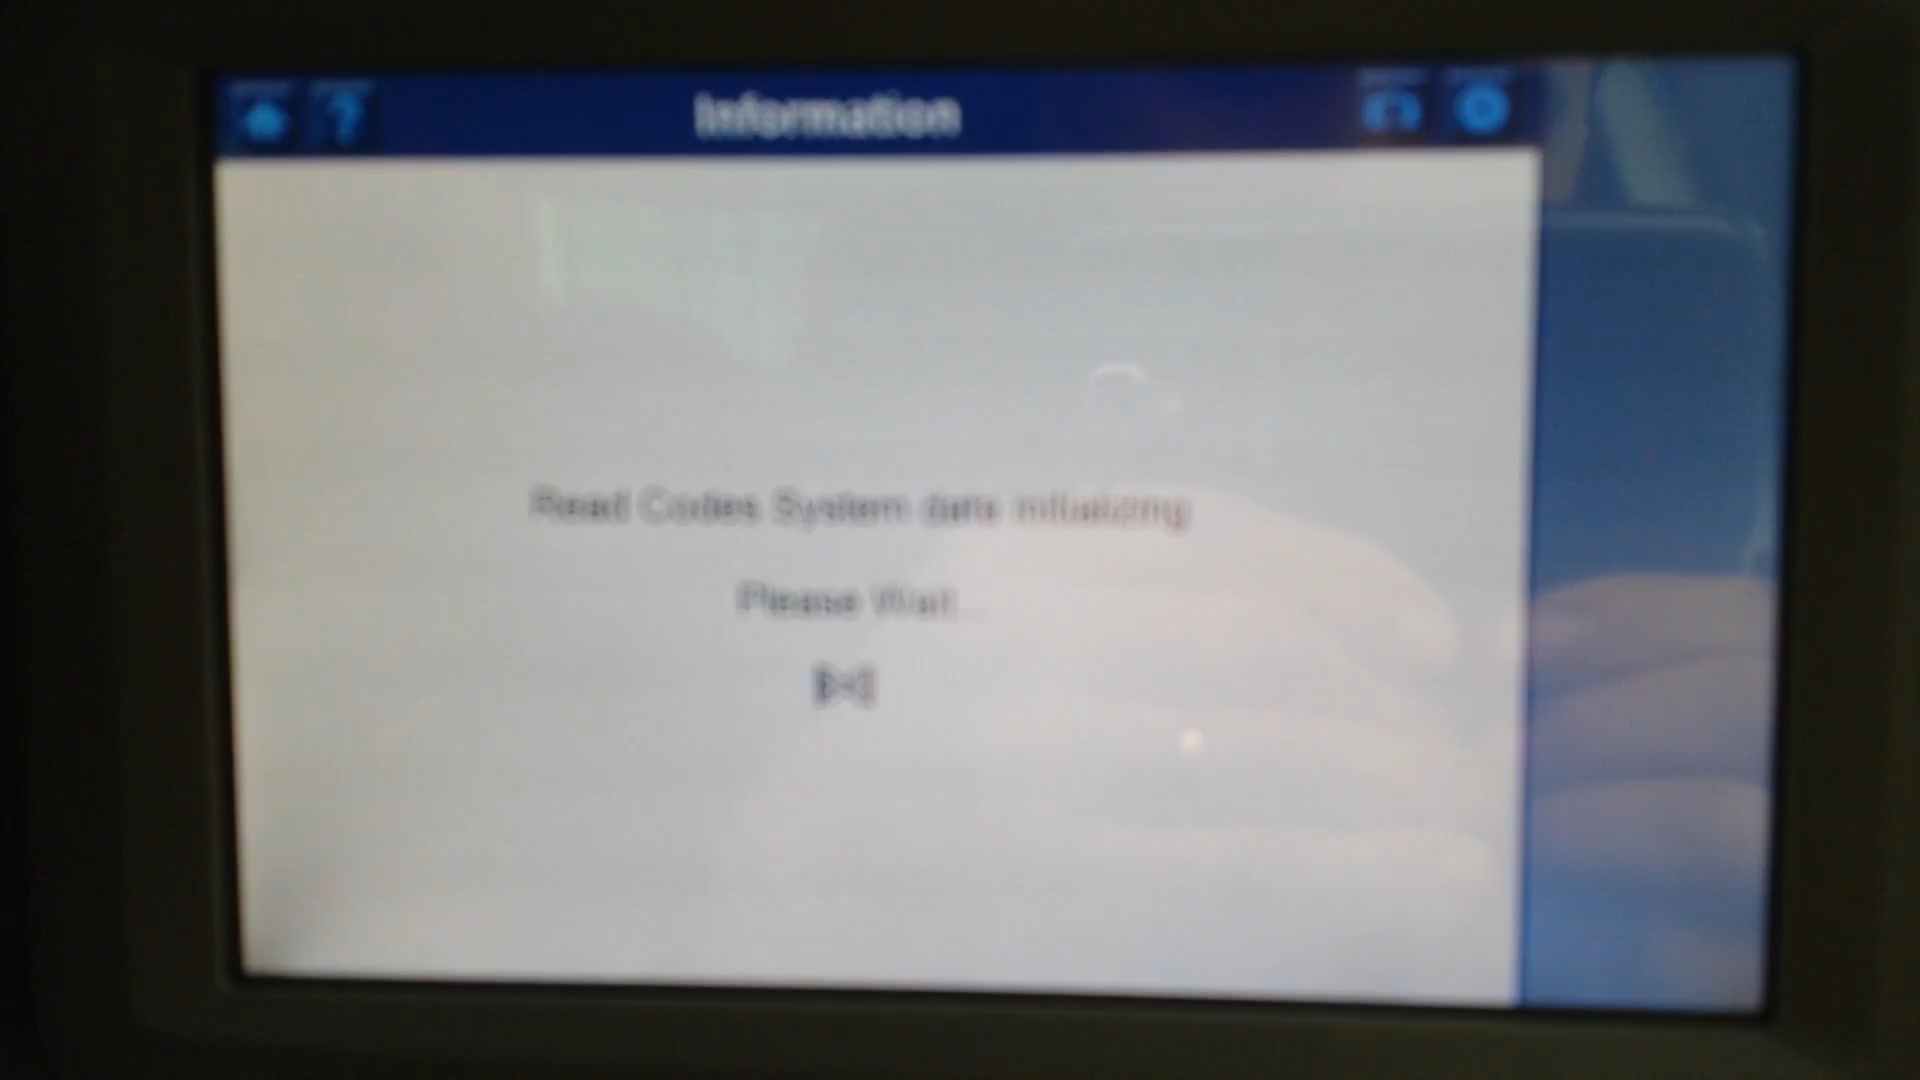 Information
Read Codes System data initializing
Please Wait...